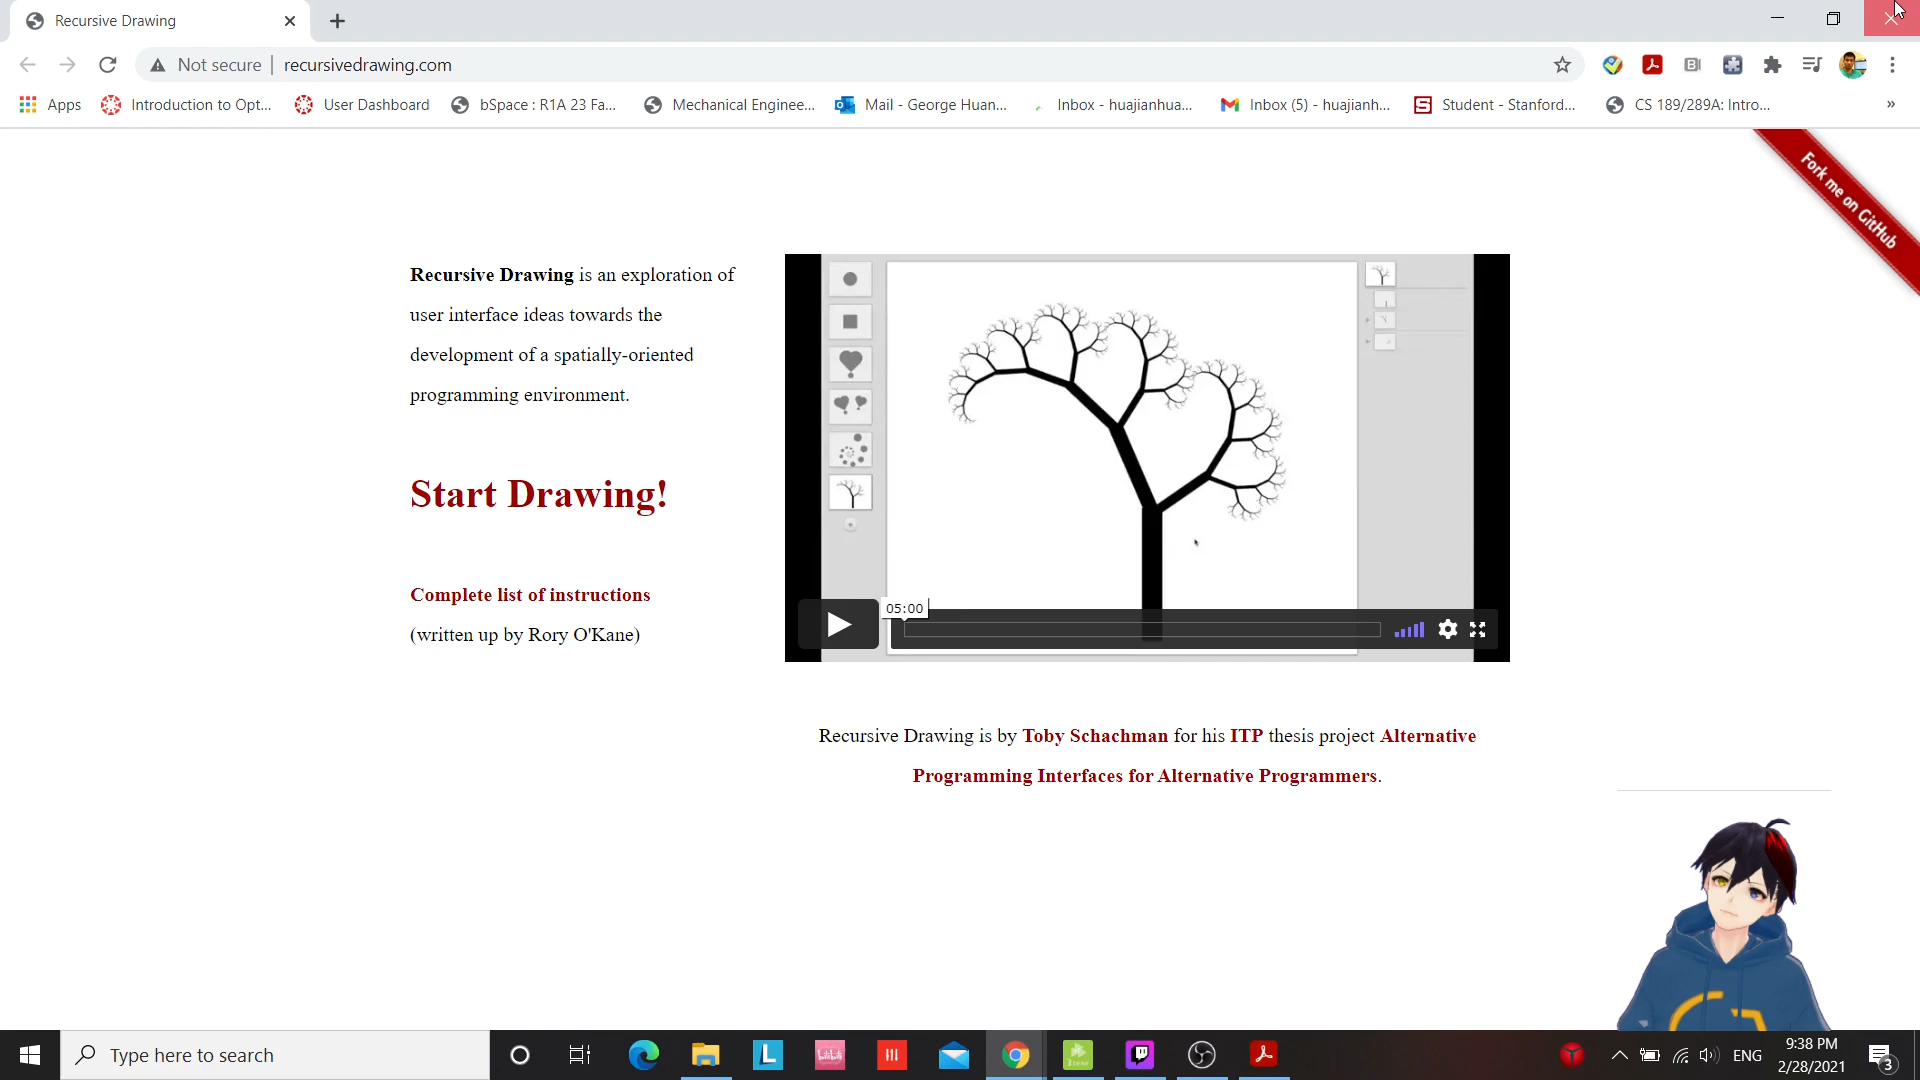 Recursive Drawing
Not secure
recursivedrawing.com
Apps
Introduction to Opt...
User Dashboard
bSpace : R1A 23 Fa...
Mechanical Enginee...
Mail - George Huan...
Inbox - huajianhua...
Inbox (5) - huajianh...
Student - Stanford...
CS 189/289A: Intro...
»
Fork me on GitHub
Recursive Drawing is an exploration of
user interface ideas towards the
development of a spatially-oriented
programming environment.
Start Drawing!
Complete list of instructions
(written up by Rory O'Kane)
05:00
Recursive Drawing is by Toby Schachman for his ITP thesis project Alternative
Programming Interfaces for Alternative Programmers.
Type here to search
L
ENG
9:38 PM
2/28/2021
3